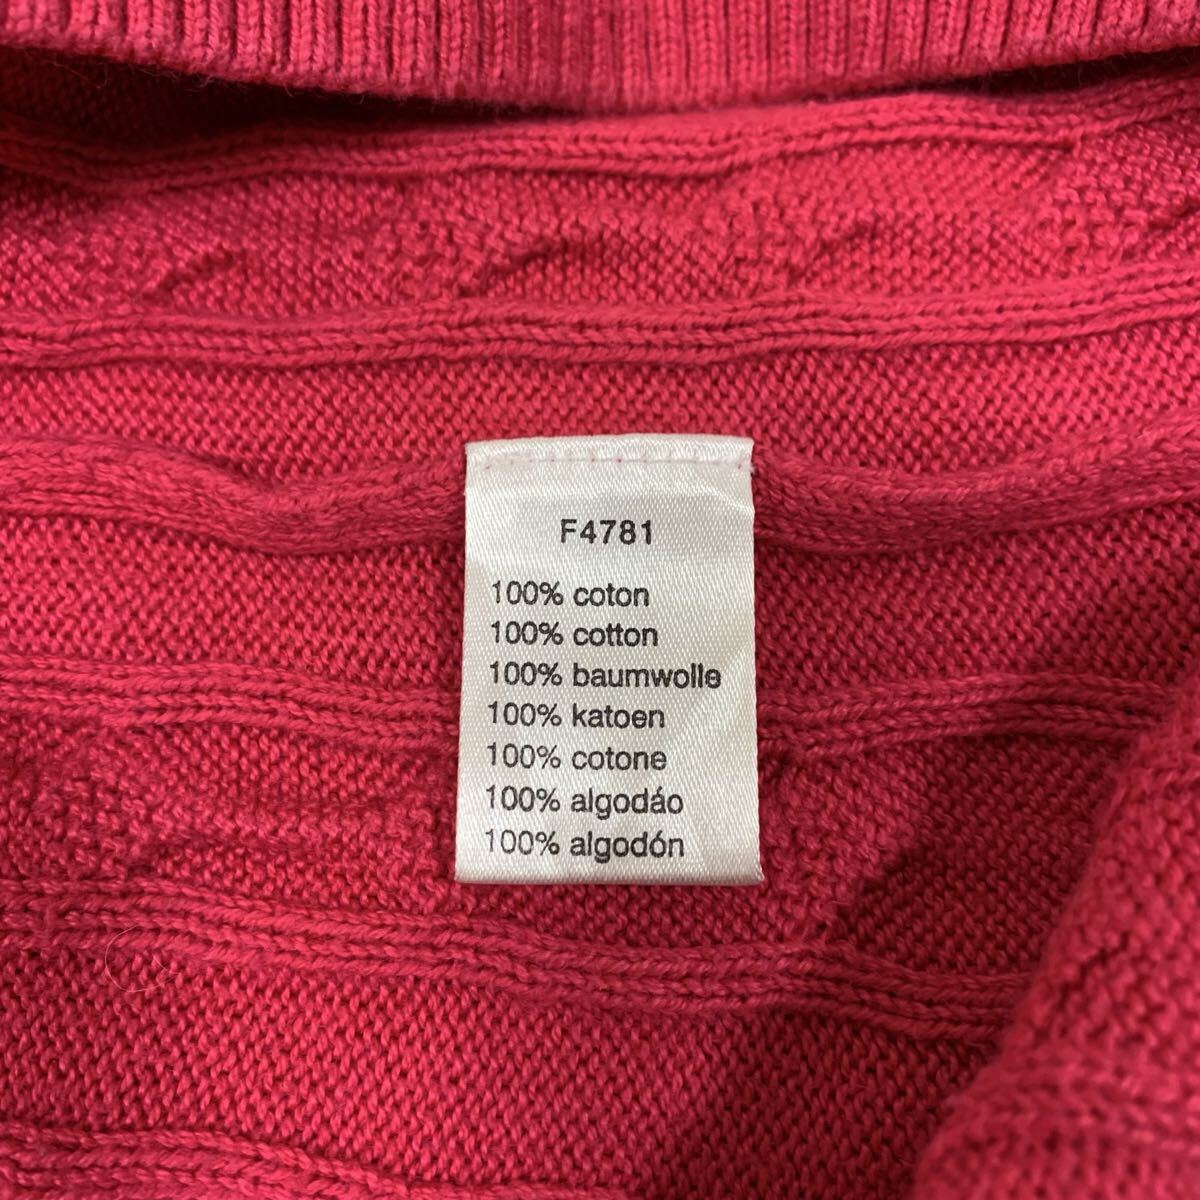 F4781
100% coton
100% cotton
100% baumwolle
100% katoen
100% cotone
100% algodáo
100% algodón